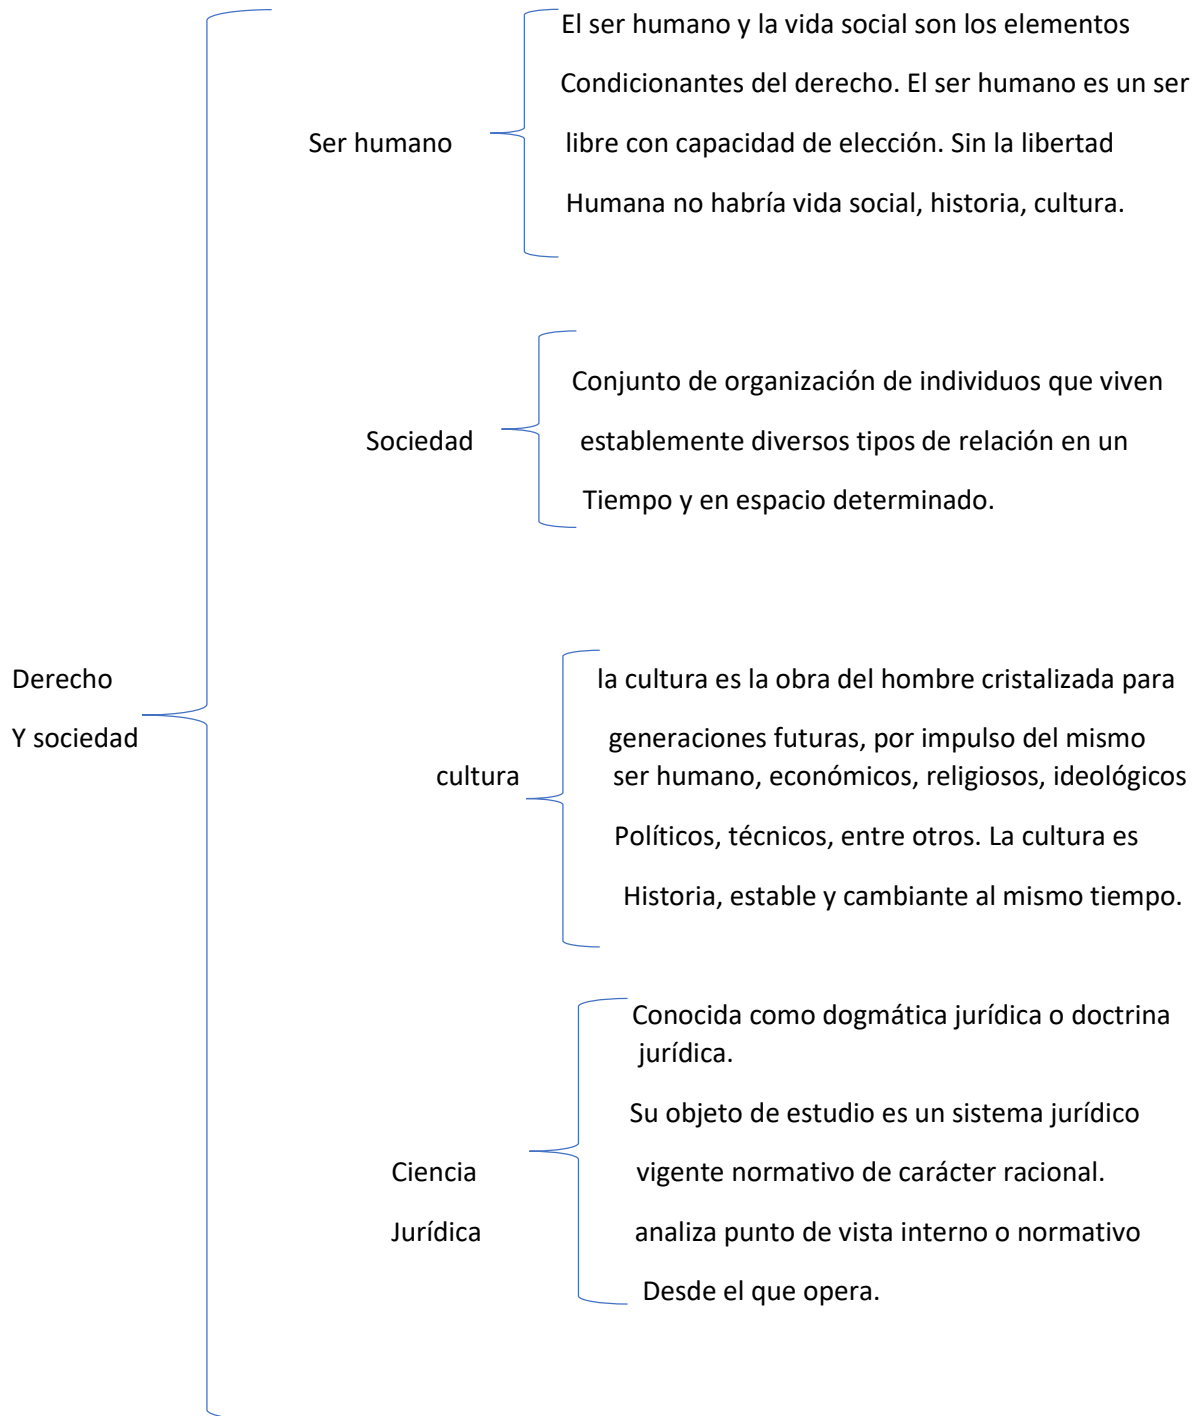 Derecho
Y sociedad
Ser humano
El ser humano y la vida social son los elementos
Condicionantes del derecho. El ser humano es un ser
libre con capacidad de elección. Sin la libertad
Humana no habría vida social, historia, cultura.
Sociedad
Conjunto de organización de individuos que viven
establemente diversos tipos de relación en un
Tiempo y en espacio determinado.
cultura
la cultura es la obra del hombre cristalizada para
generaciones futuras, por impulso del mismo
ser humano, económicos, religiosos, ideológicos
Políticos, técnicos, entre otros. La cultura es
Historia, estable y cambiante al mismo tiempo.
Ciencia
Jurídica
Conocida como dogmática jurídica o doctrina
jurídica.
Su objeto de estudio es un sistema jurídico
vigente normativo de carácter racional.
analiza punto de vista interno o normativo
Desde el que opera.